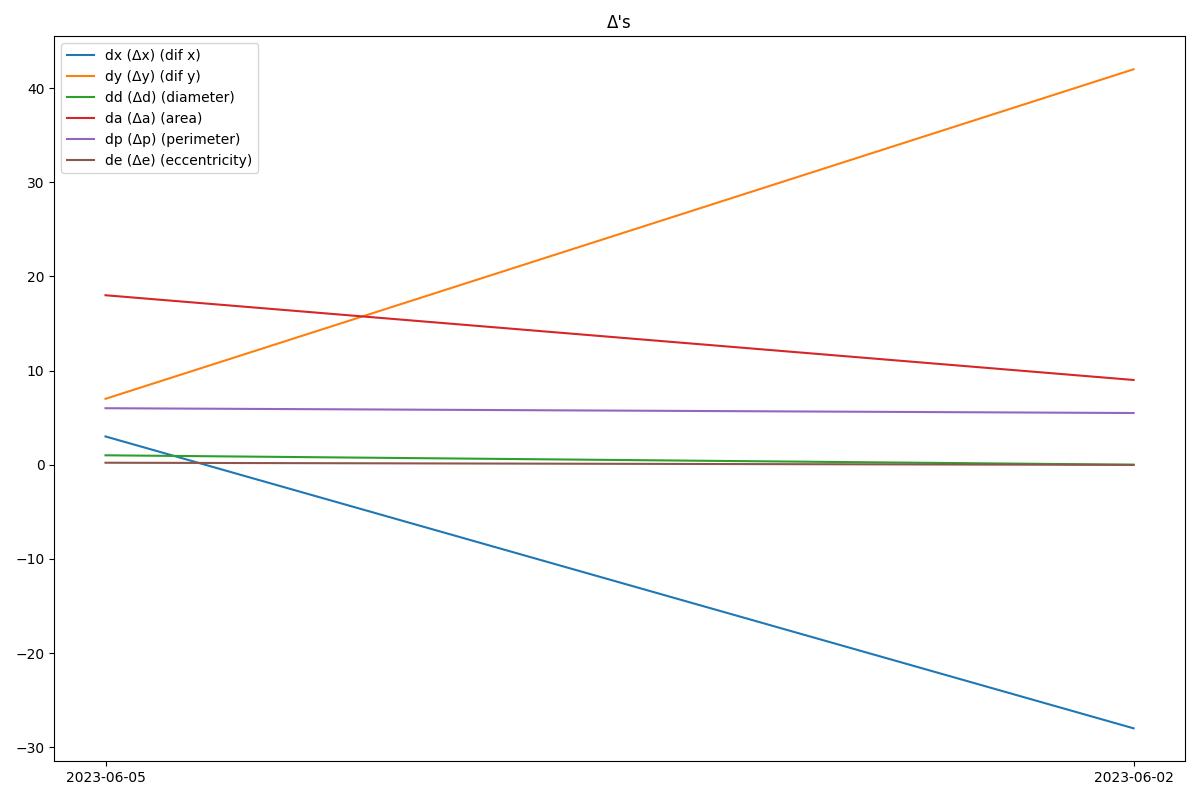 Δ's
dx (Δx) (dif x)
dy (Δy) (dif y)
dd (Δd) (diameter)
da (Δa) (area)
dp (Δp) (perimeter)
de (Δe) (eccentricity)
40
30
20
10
0
−10
−20
−30
2023-06-05 2023-06-02